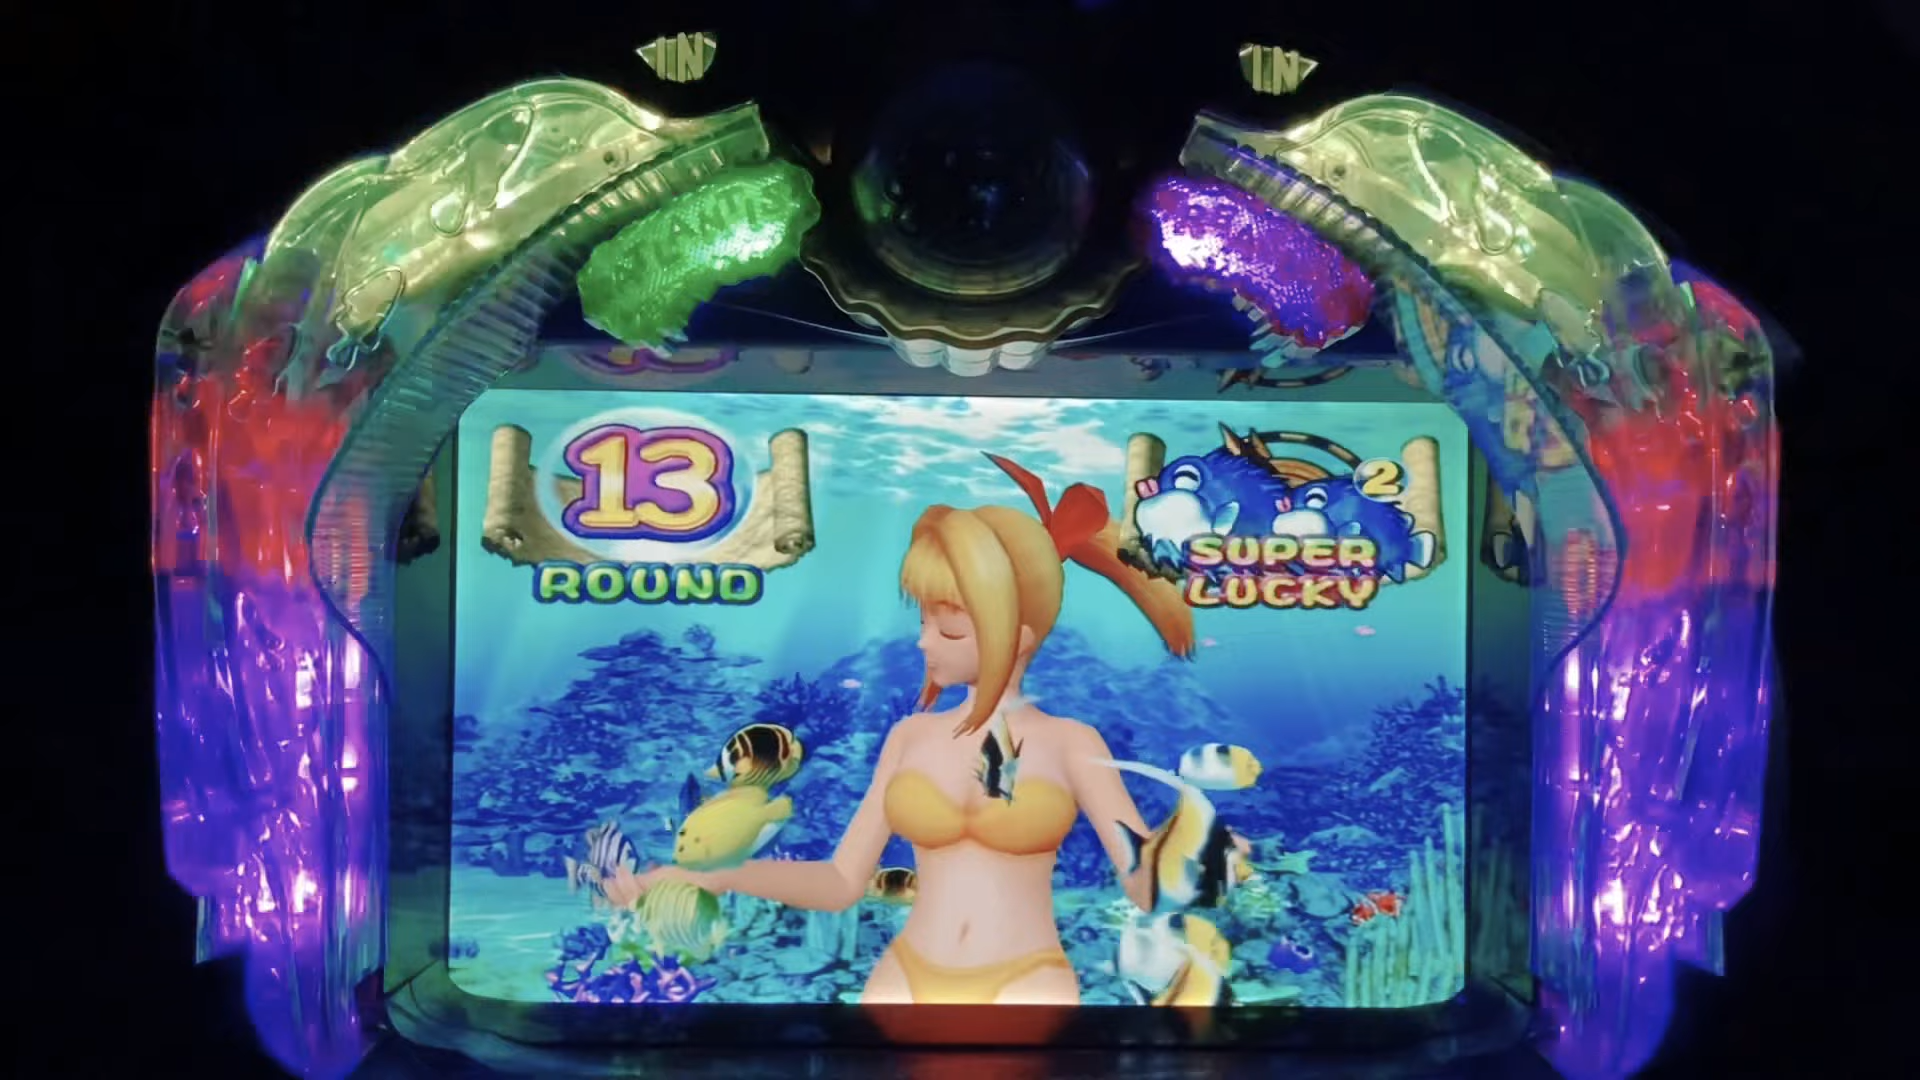 IN
IN
13
ROUND
2
SUPER
LUCKY